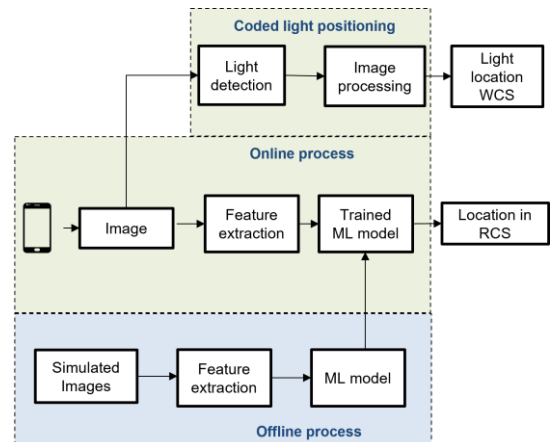 Coded light positioning
Light
detection
Image
processing
Light
location
WCS
Online process
Image
Feature
extraction
Trained
ML model
Location in
RCS
Simulated
Images
Feature
extraction
ML model
Offline process